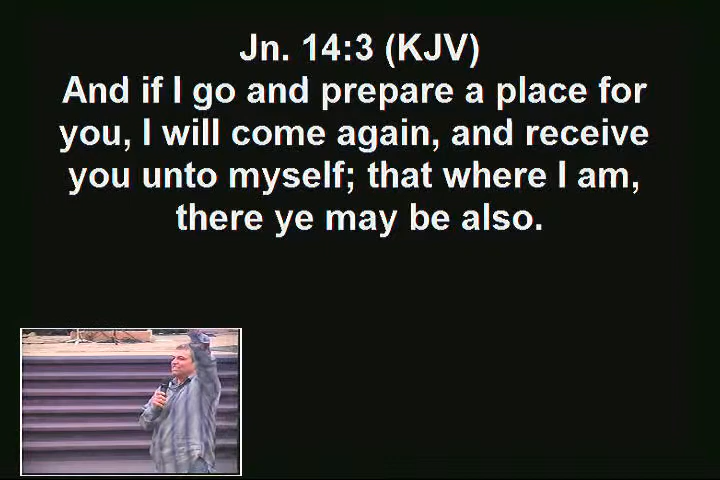 Jn. 14:3 (KJV)
And if I go and prepare a place for
you, I will come again, and receive
you unto myself; that where I am,
there ye may be also.